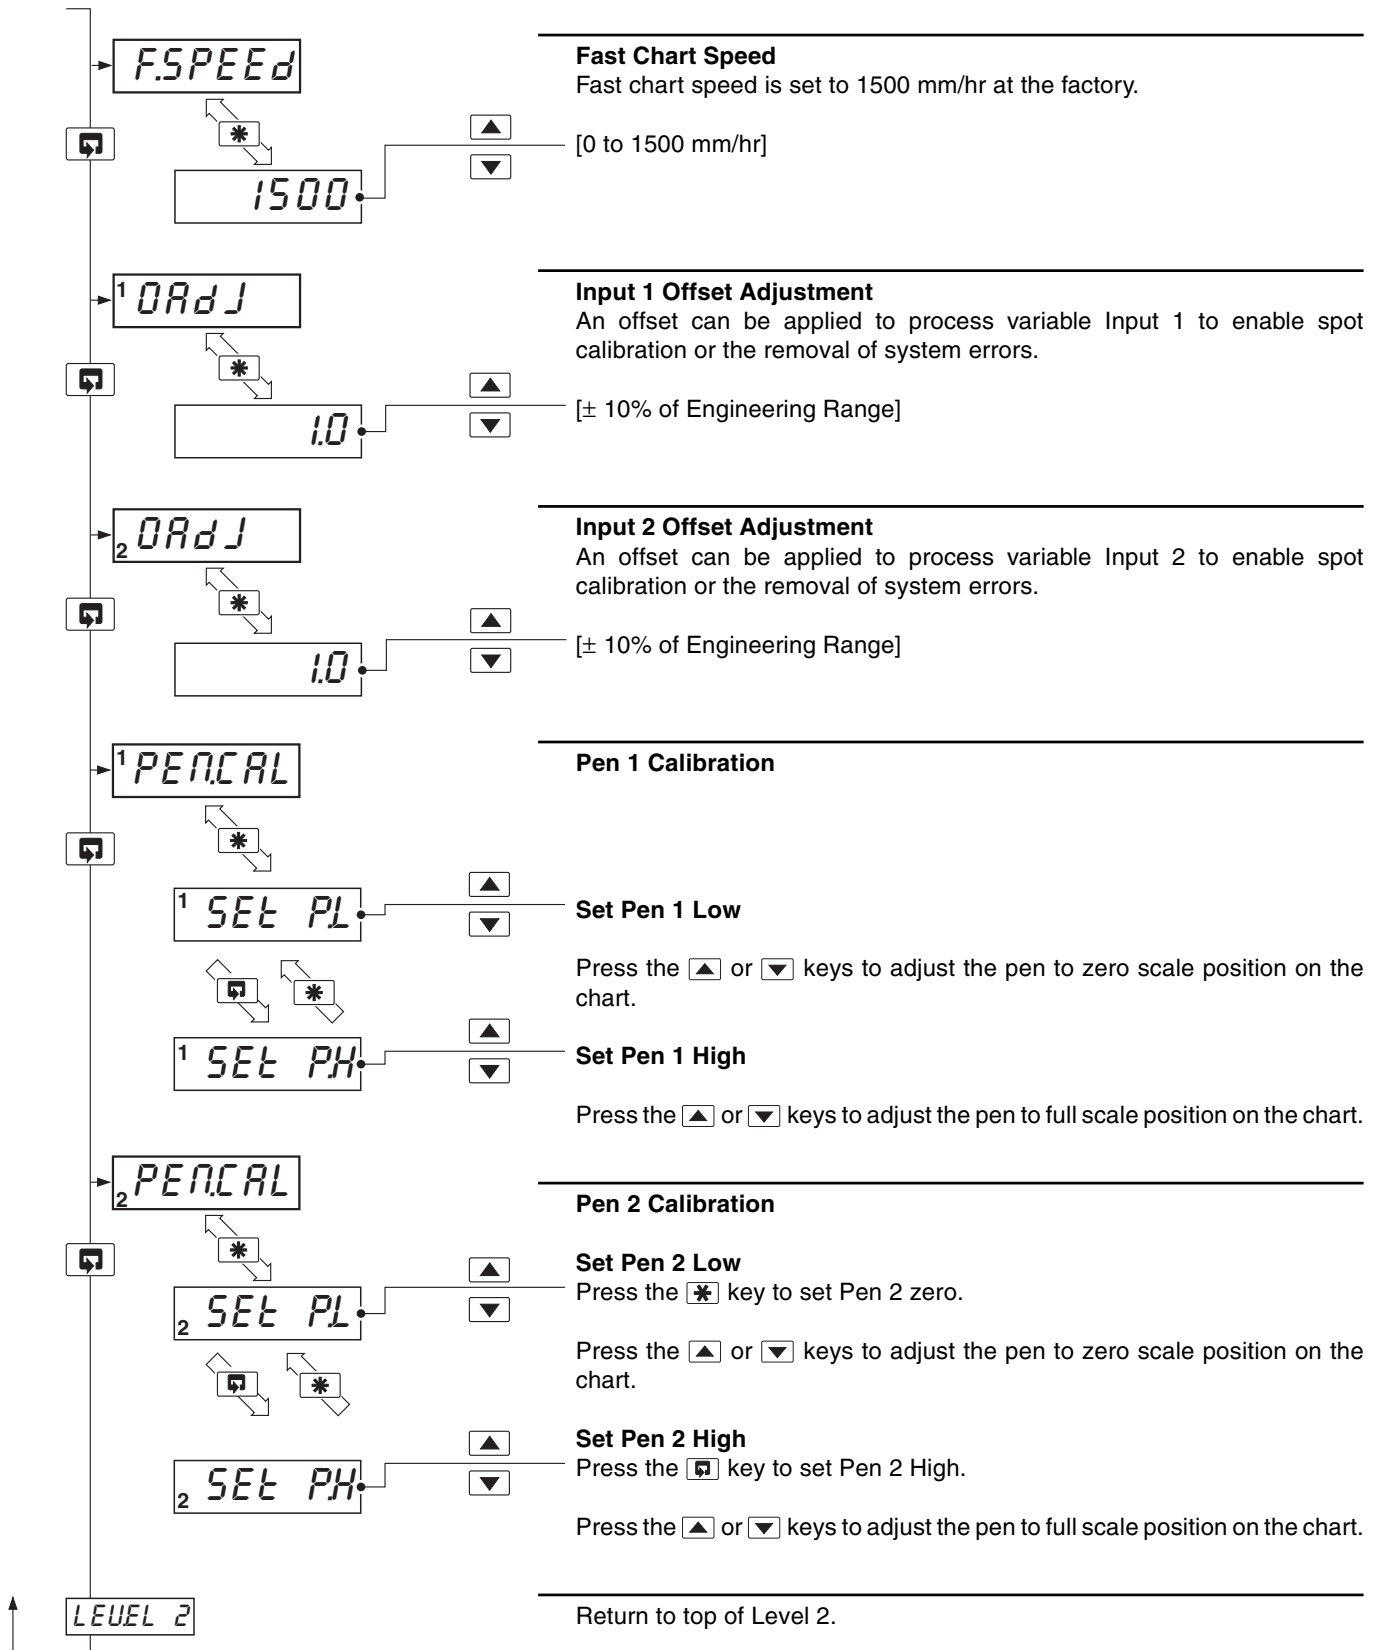 F.SPEEd
Fast Chart Speed
Fast chart speed is set to 1500 mm/hr at the factory.
[0 to 1500 mm/hr]
1500
1 OAdJ
Input 1 Offset Adjustment
An offset can be applied to process variable Input 1 to enable spot
calibration or the removal of system errors.
[± 10% of Engineering Range]
1.0
2 OAdJ
Input 2 Offset Adjustment
An offset can be applied to process variable Input 2 to enable spot
calibration or the removal of system errors.
[± 10% of Engineering Range]
1.0
1 PEN.CAL
Pen 1 Calibration
1 SEt P.L
Set Pen 1 Low
Press the ▲ or ▼ keys to adjust the pen to zero scale position on the
chart.
1 SEt P.H
Set Pen 1 High
Press the ▲ or ▼ keys to adjust the pen to full scale position on the chart.
2 PEN.CAL
Pen 2 Calibration
Set Pen 2 Low
Press the ✱ key to set Pen 2 zero.
2 SEt P.L
Press the ▲ or ▼ keys to adjust the pen to zero scale position on the
chart.
Set Pen 2 High
Press the key to set Pen 2 High.
2 SEt P.H
Press the ▲ or ▼ keys to adjust the pen to full scale position on the chart.
LEVEL 2
Return to top of Level 2.